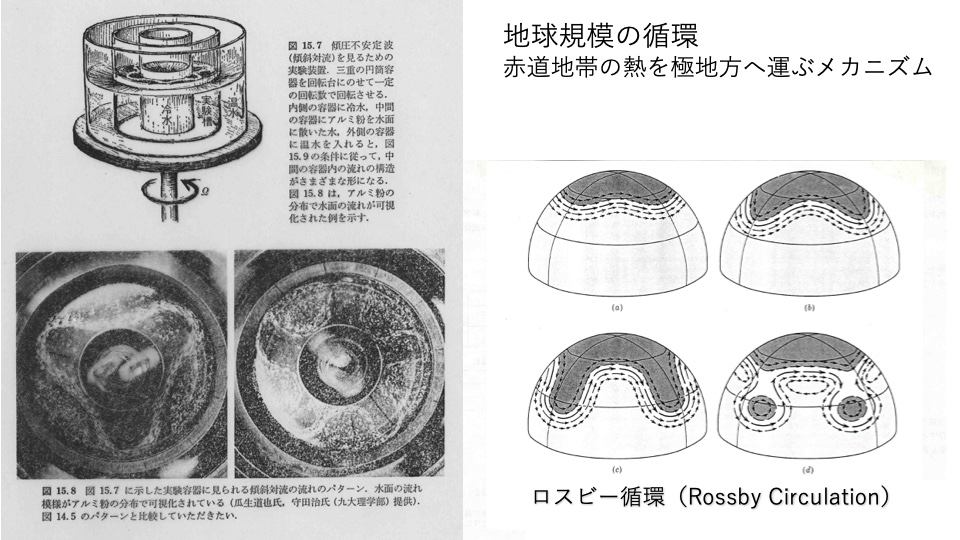 図 15.7 傾圧不安定波
(傾斜対流)を見るための
実験装置. 三重の円筒容
器を回転台にのせて一定
の回転数で回転させる.
内側の容器に冷水, 中間
の容器にアルミ粉を水面
に散いた水, 外側の容器
に温水を入れると, 図
15.9の条件に従って, 中
間の容器内の流れの構造
がさまざまな形になる.
図 15.8 は, アルミ粉の
分布で水面の流れが可視
化された例を示す.
冷水
実験槽
温水
Ω
図 15.8 図 15.7 に示した実験容器に見られる傾斜対流の流れのパターン. 水面の流れ
模様がアルミ粉の分布で可視化されている (瓜生道也氏, 守田治氏(九大理学部) 提供).
図 14.5 のパターンと比較していただきたい.
地球規模の循環
赤道地帯の熱を極地方へ運ぶメカニズム
(a)
(b)
(c)
(d)
ロスビー循環（Rossby Circulation）